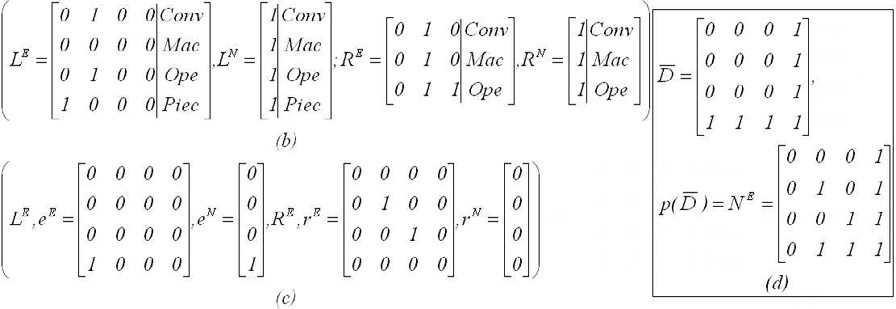 L^E = [0 1 0 0|Conv
0 0 0 0|Mac
0 1 0 0|Ope
1 0 0 0|Piec]
, L^N = [1|Conv
1|Mac
1|Ope
1|Piec]
; R^E = [0 1 0|Conv
0 1 0|Mac
0 1 1|Ope]
, R^N = [1|Conv
1|Mac
1|Ope]
(b)
L^E, e^E = [0 0 0 0
0 0 0 0
0 0 0 0
1 0 0 0]
, e^N = [0
0
0
1]
, R^E, r^E = [0 0 0 0
0 1 0 0
0 0 1 0
0 0 0 0]
, r^N = [0
0
0
0]
(c)
D̅ = [0 0 0 1
0 0 0 1
0 0 0 1
1 1 1 1],
p(D̅) = N^E = [0 0 0 1
0 1 0 1
0 0 1 1
0 1 1 1]
(d)